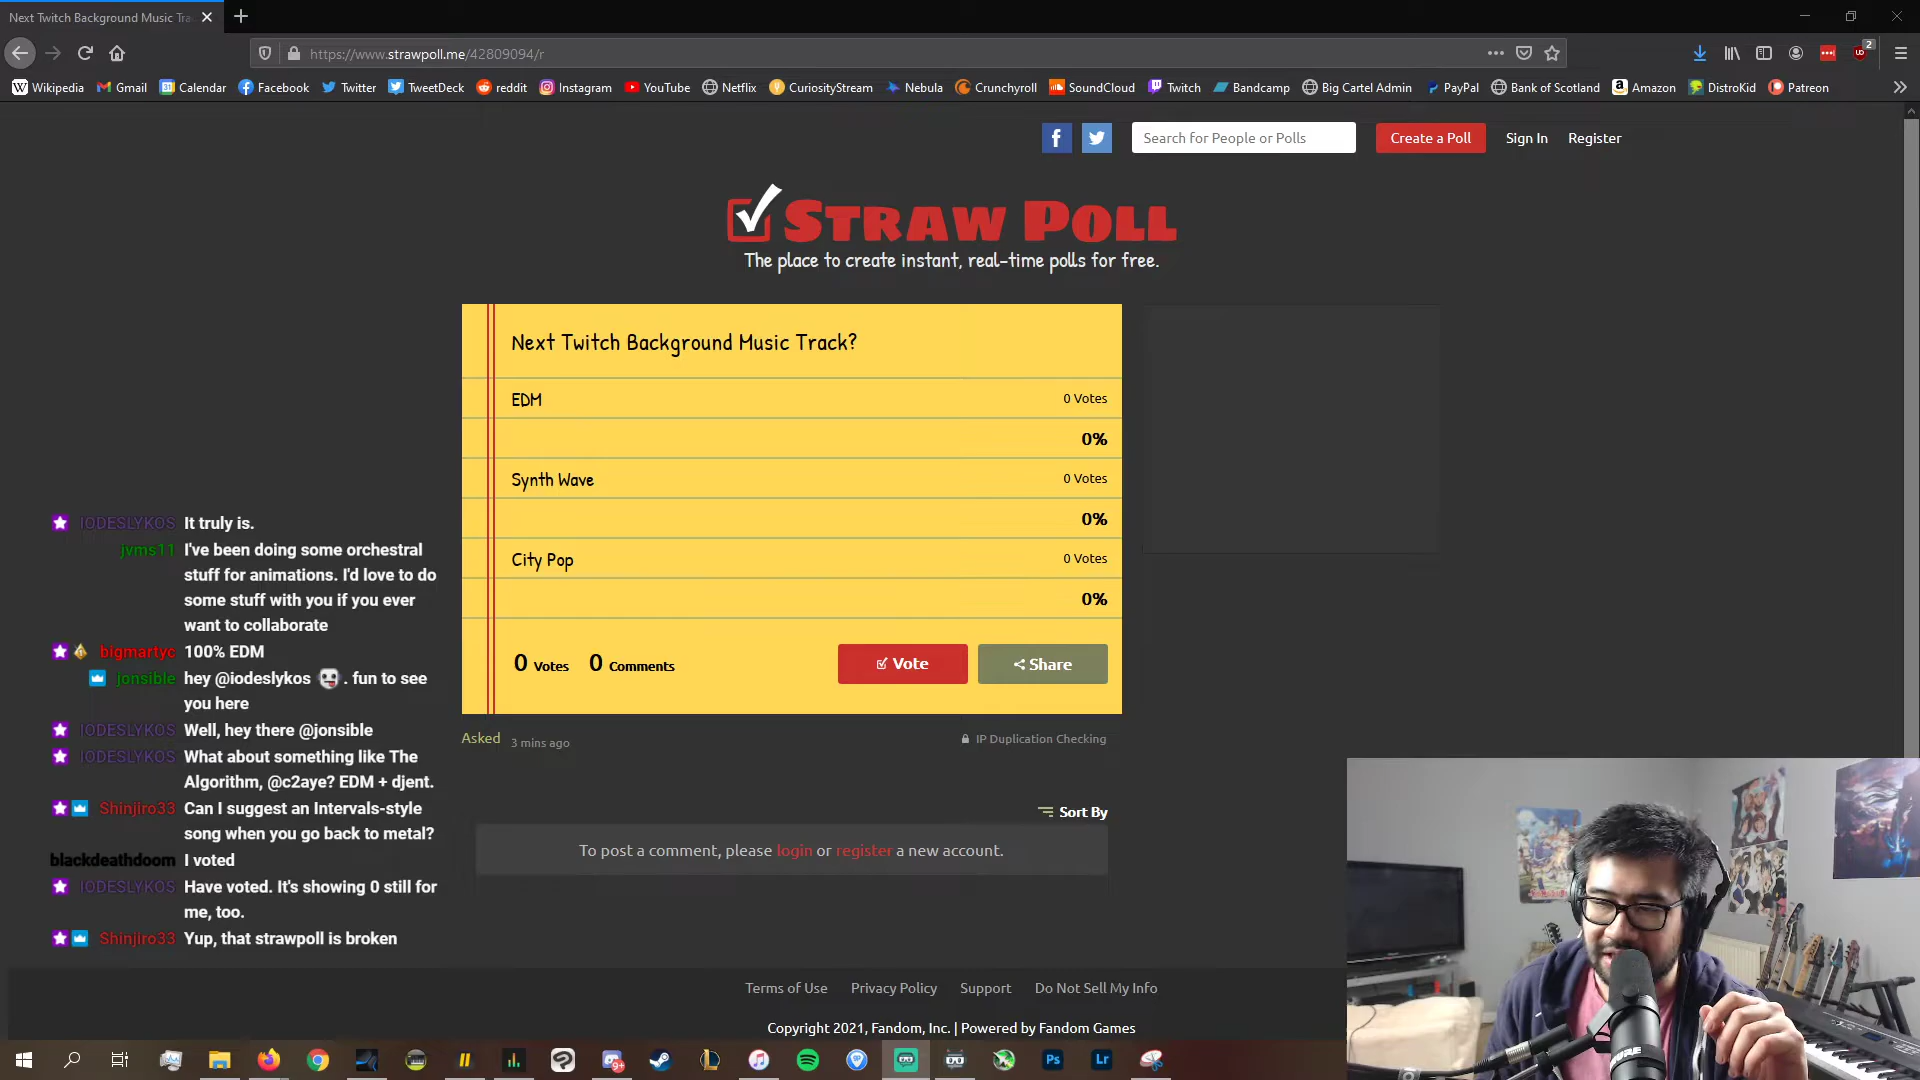 Next Twitch Background Music Tra
https://www.strawpoll.me/42809094/r
2
Wikipedia Gmail Calendar Facebook Twitter TweetDeck reddit Instagram YouTube Netflix CuriosityStream Nebula Crunchyroll SoundCloud Twitch Bandcamp Big Cartel Admin PayPal Bank of Scotland Amazon DistroKid Patreon
Search for People or Polls
Create a Poll
Sign In
Register
STRAW POLL
The place to create instant, real-time polls for free.
Next Twitch Background Music Track?
EDM 0 Votes
0%
Synth Wave 0 Votes
0%
City Pop 0 Votes
0%
0 Votes 0 Comments Vote Share
Asked 3 mins ago IP Duplication Checking
Sort By
To post a comment, please login or register a new account.
IODESLYKOS It truly is.
jvms11 I've been doing some orchestral
stuff for animations. I'd love to do
some stuff with you if you ever
want to collaborate
bigmartyc 100% EDM
jonsible hey @iodeslykos . fun to see
you here
IODESLYKOS Well, hey there @jonsible
IODESLYKOS What about something like The
Algorithm, @c2aye? EDM + djent.
Shinjiro33 Can I suggest an Intervals-style
song when you go back to metal?
blackdeathdoom I voted
IODESLYKOS Have voted. It's showing 0 still for
me, too.
Shinjiro33 Yup, that strawpoll is broken
Terms of Use Privacy Policy Support Do Not Sell My Info
Copyright 2021, Fandom, Inc. | Powered by Fandom Games
9+
Ps
Lr
SHURE